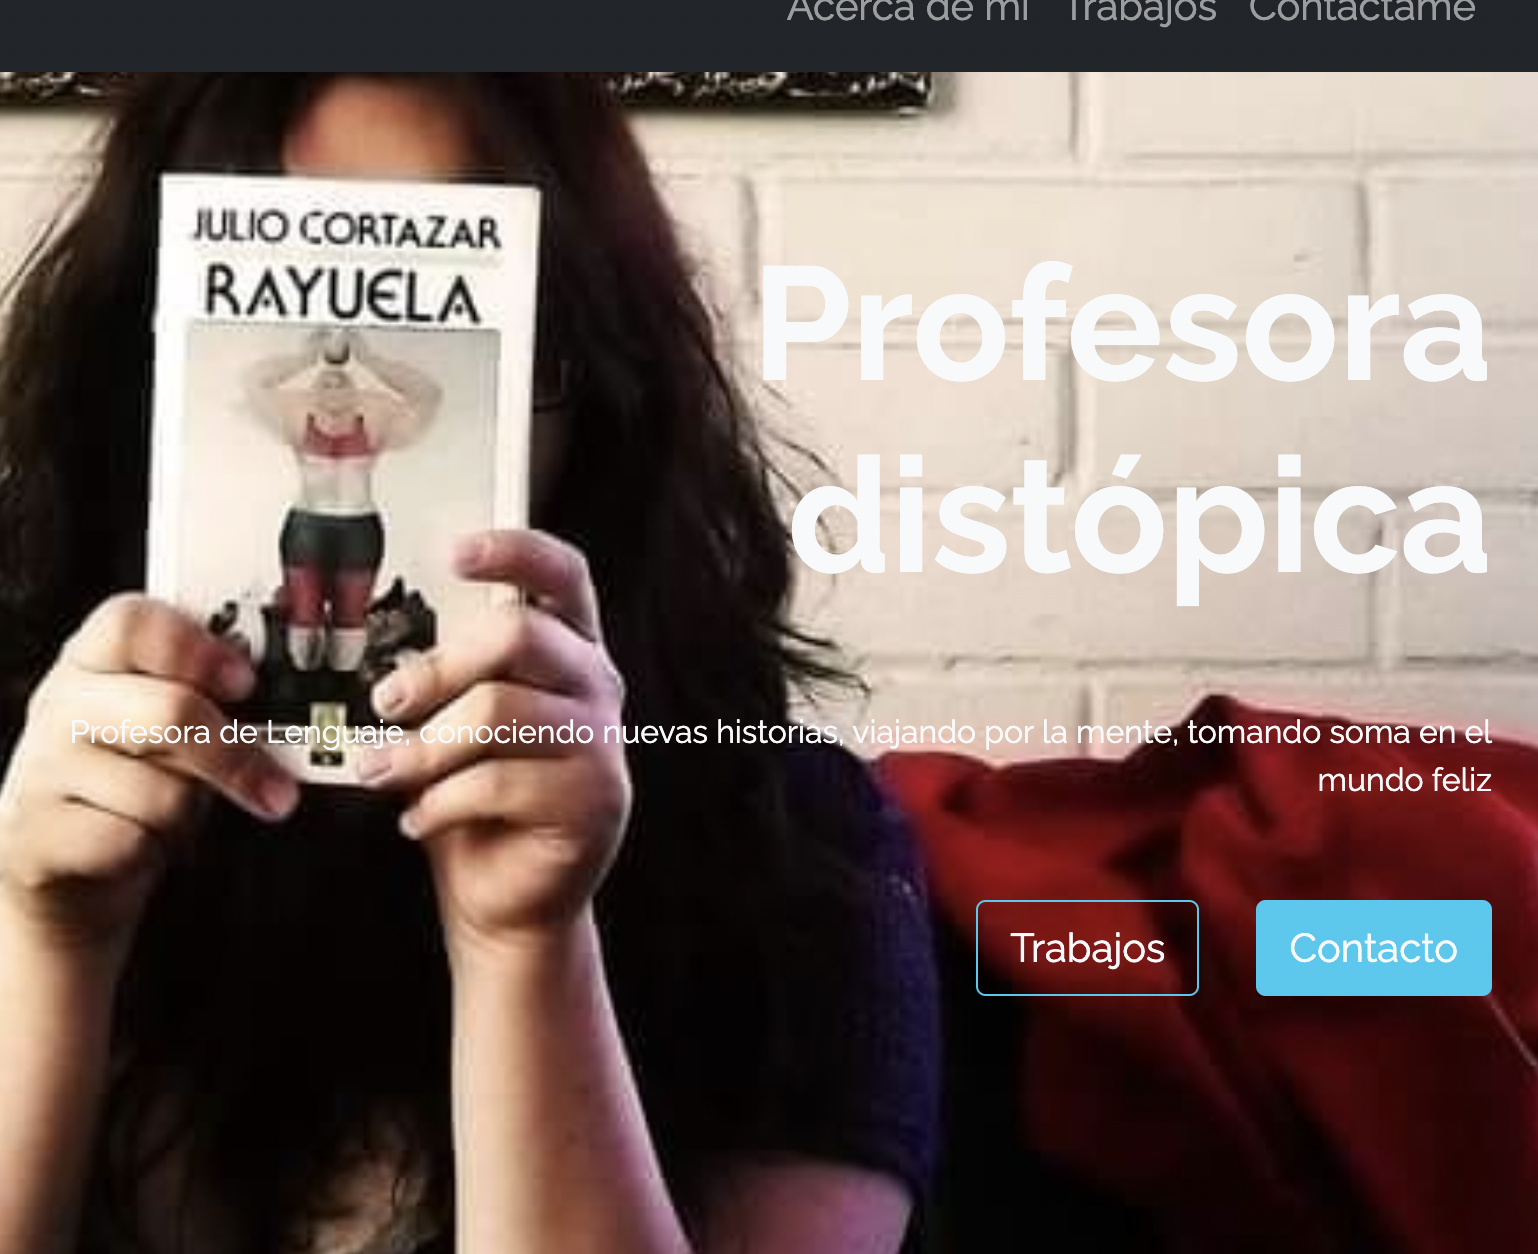 Acerca de mi Trabajos Contáctame
JULIO CORTAZAR
RAYUELA
Profesora
distópica
Profesora de Lenguaje, conociendo nuevas historias, viajando por la mente, tomando soma en el
mundo feliz
Trabajos Contacto